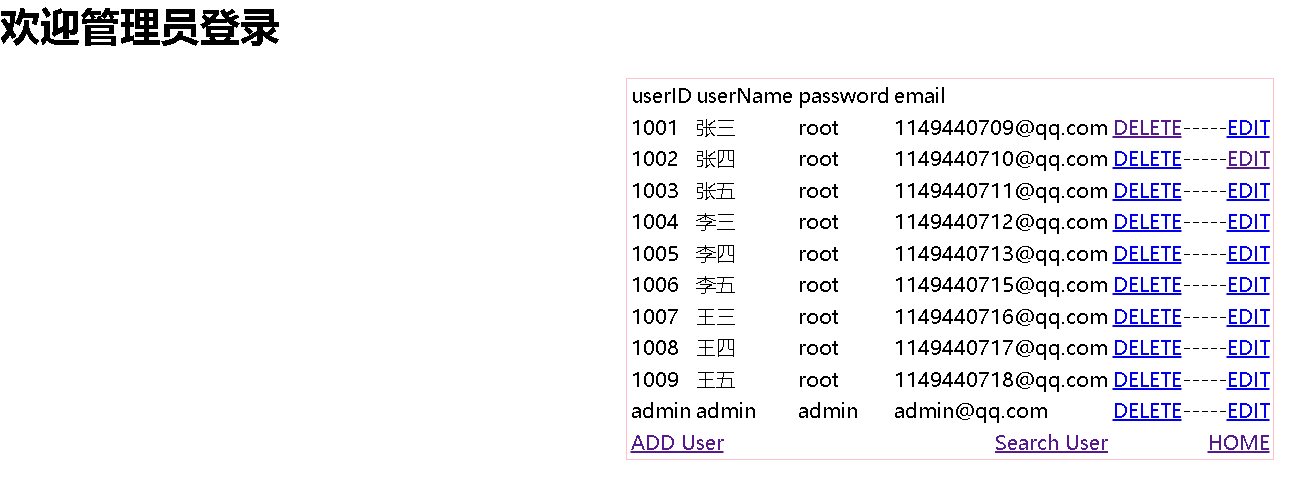 欢迎管理员登录
userID userName password email
1001 张三 root 1149440709@qq.com DELETE-----EDIT
1002 张四 root 1149440710@qq.com DELETE-----EDIT
1003 张五 root 1149440711@qq.com DELETE-----EDIT
1004 李三 root 1149440712@qq.com DELETE-----EDIT
1005 李四 root 1149440713@qq.com DELETE-----EDIT
1006 李五 root 1149440715@qq.com DELETE-----EDIT
1007 王三 root 1149440716@qq.com DELETE-----EDIT
1008 王四 root 1149440717@qq.com DELETE-----EDIT
1009 王五 root 1149440718@qq.com DELETE-----EDIT
admin admin admin admin@qq.com DELETE-----EDIT
ADD User Search User HOME